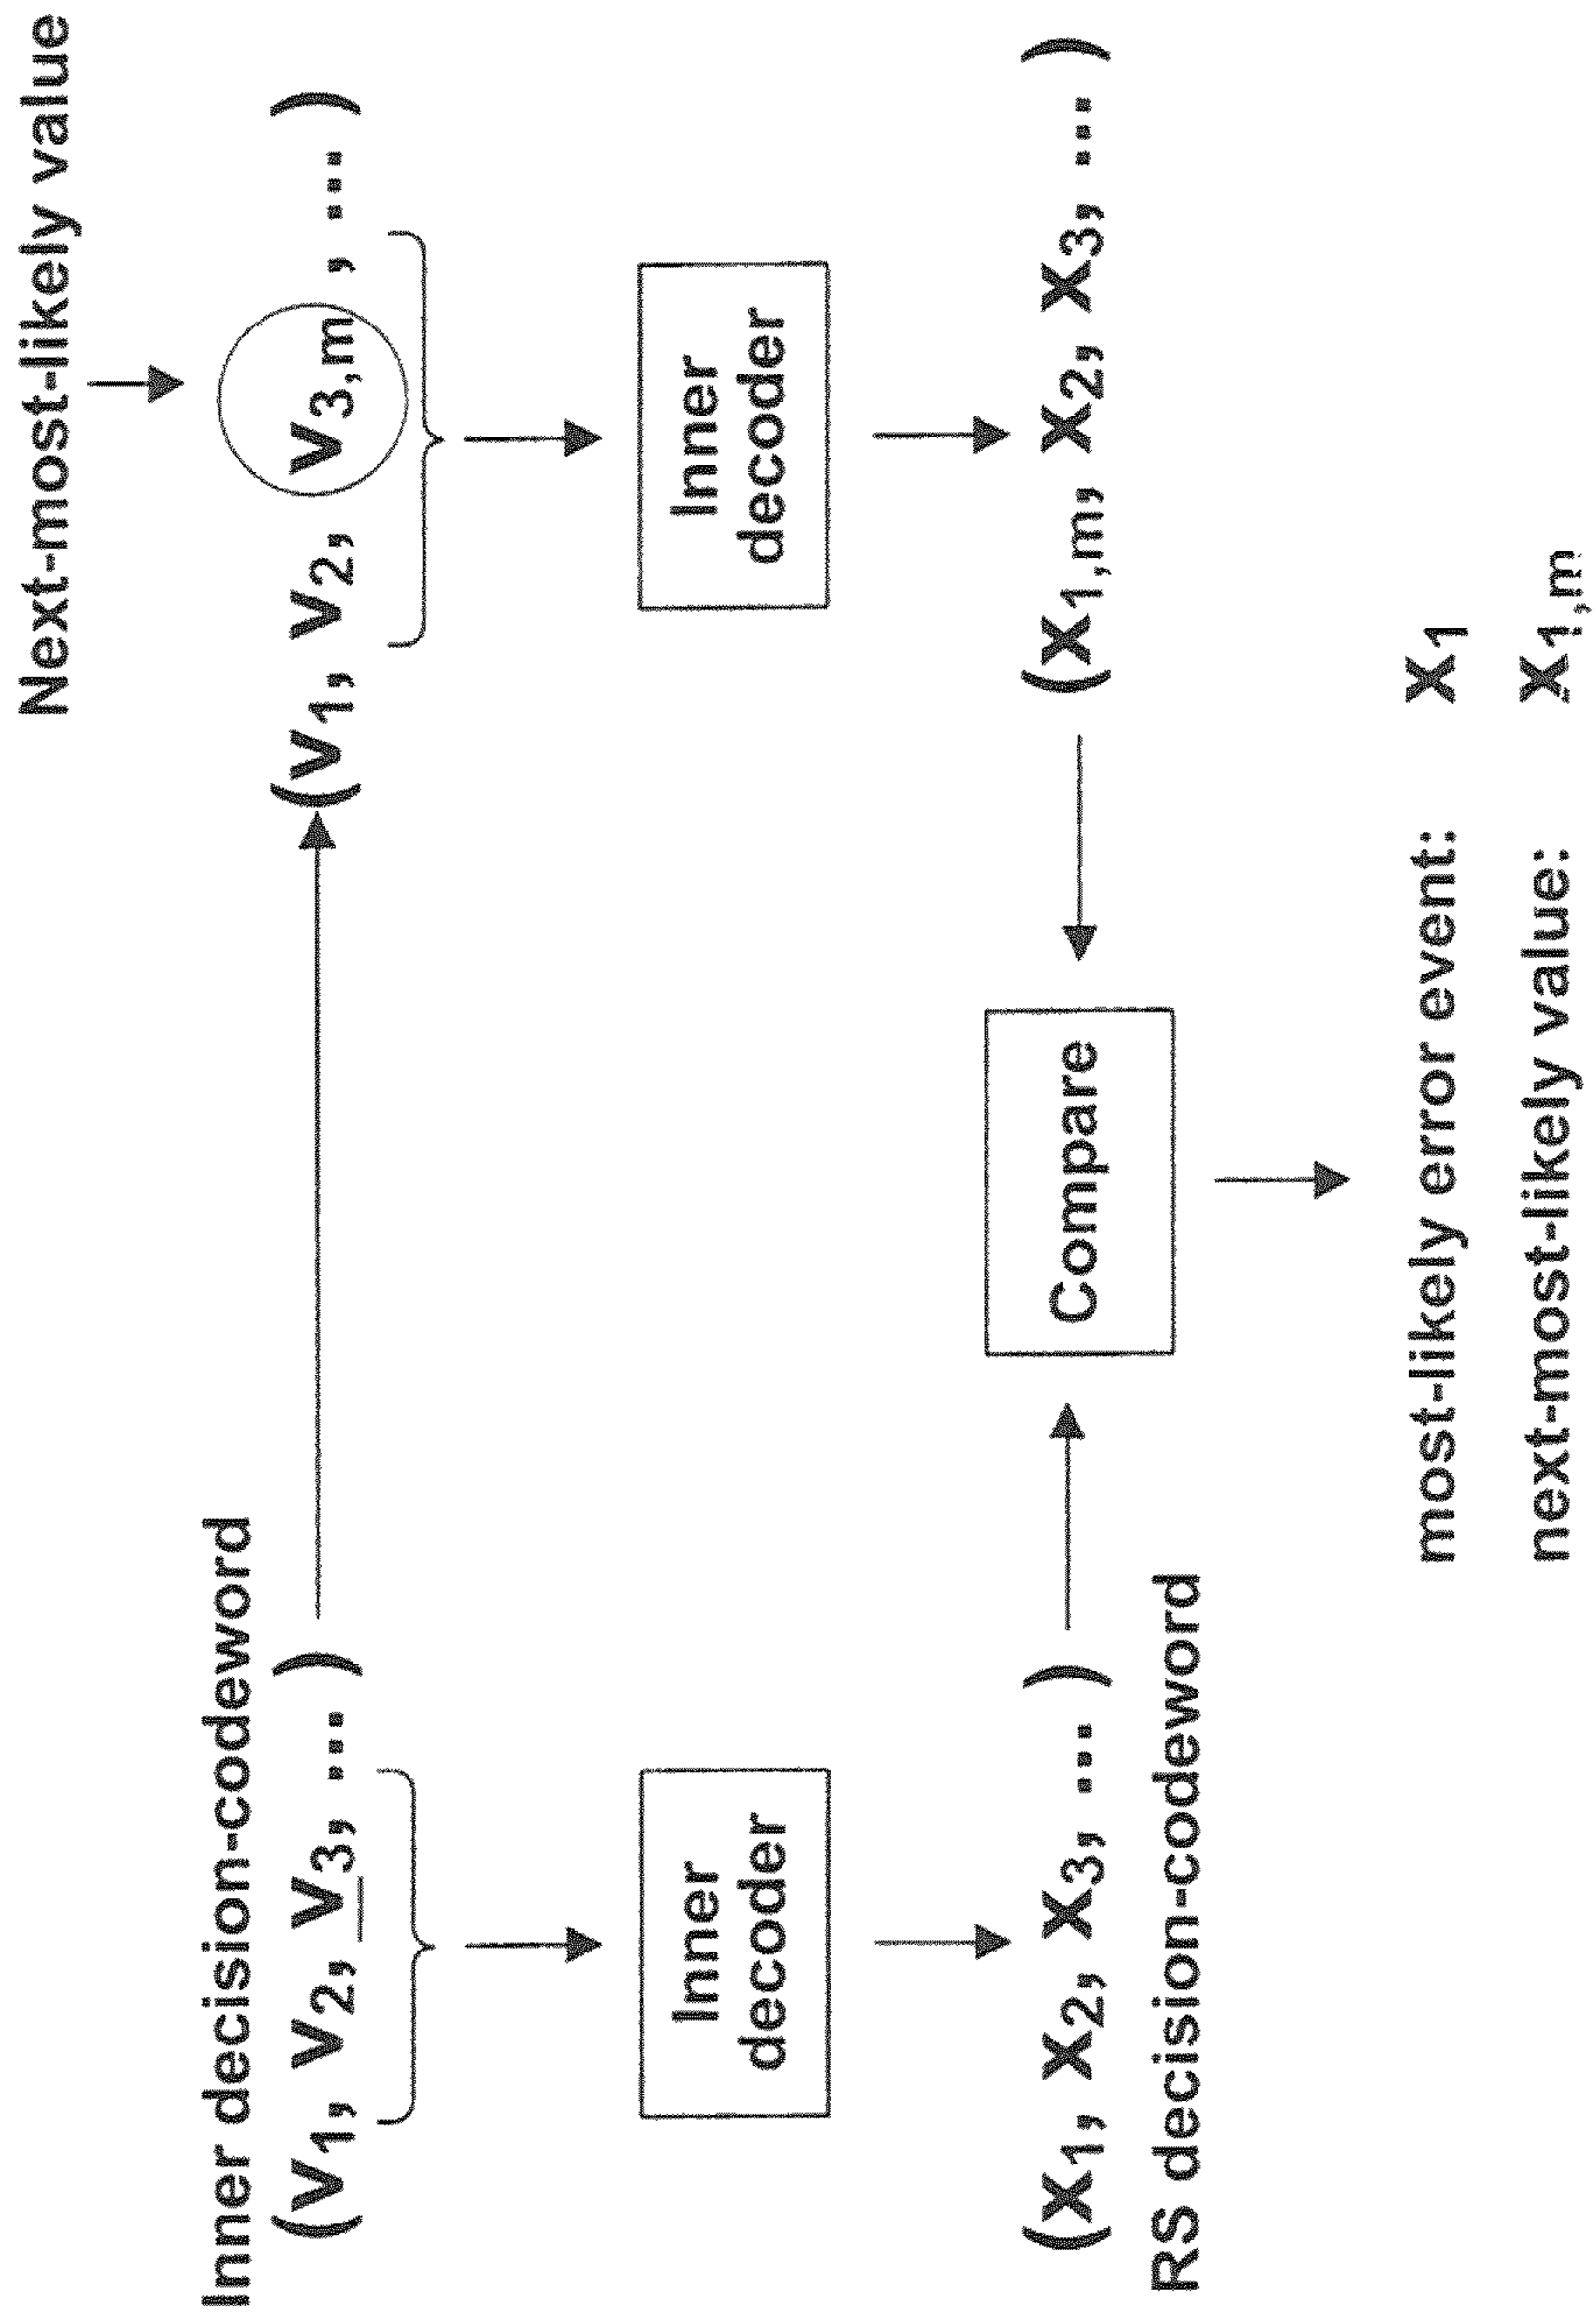 Next-most-likely value
Inner decision-codeword
(v1, v2, v3, ... )
(v1, v2, v3,m , ... )
Inner
decoder
Inner
decoder
(x1, x2, x3, ... )
RS decision-codeword
Compare
(x1,m, x2, x3, ... )
most-likely error event: x1
next-most-likely value: x1,m